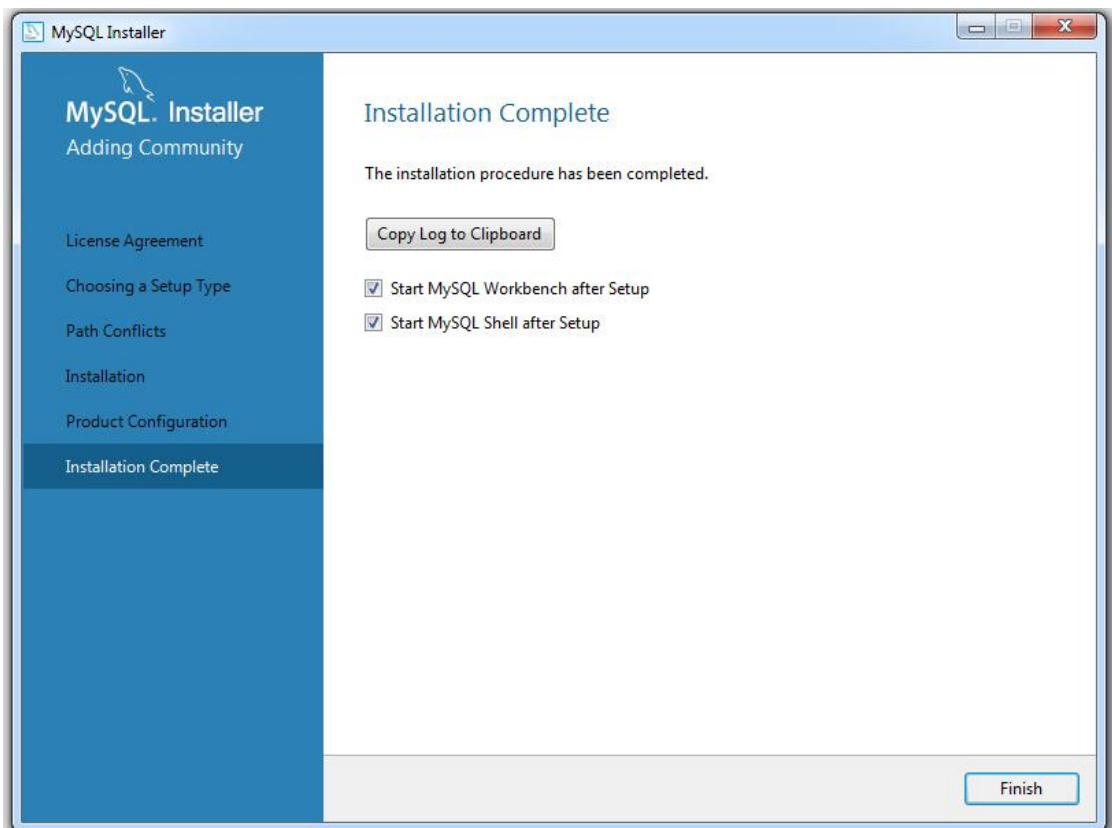 MySQL Installer
MySQL. Installer
Adding Community
License Agreement
Choosing a Setup Type
Path Conflicts
Installation
Product Configuration
Installation Complete
Installation Complete
The installation procedure has been completed.
Copy Log to Clipboard
Start MySQL Workbench after Setup
Start MySQL Shell after Setup
Finish